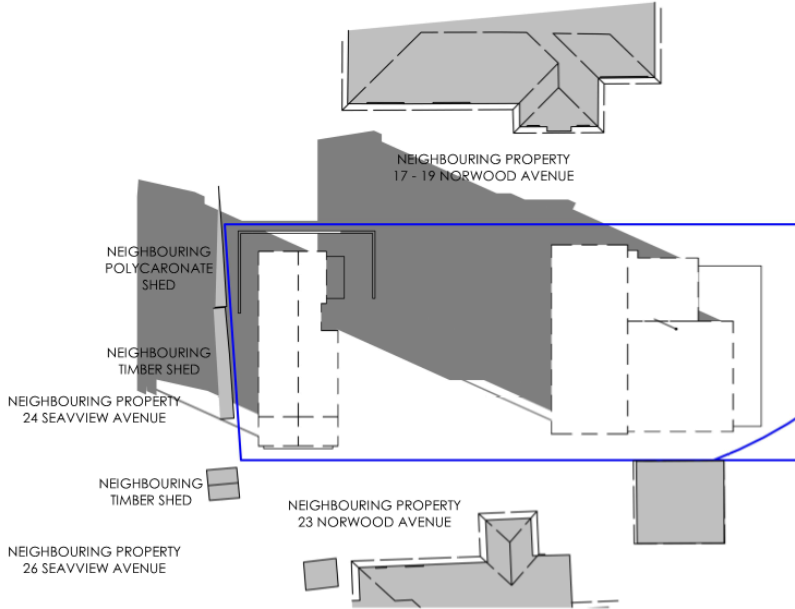 NEIGHBOURING PROPERTY
17 - 19 NORWOOD AVENUE
NEIGHBOURING
POLYCARONATE
SHED
NEIGHBOURING
TIMBER SHED
NEIGHBOURING PROPERTY
24 SEAVVIEW AVENUE
NEIGHBOURING
TIMBER SHED
NEIGHBOURING PROPERTY
23 NORWOOD AVENUE
NEIGHBOURING PROPERTY
26 SEAVVIEW AVENUE